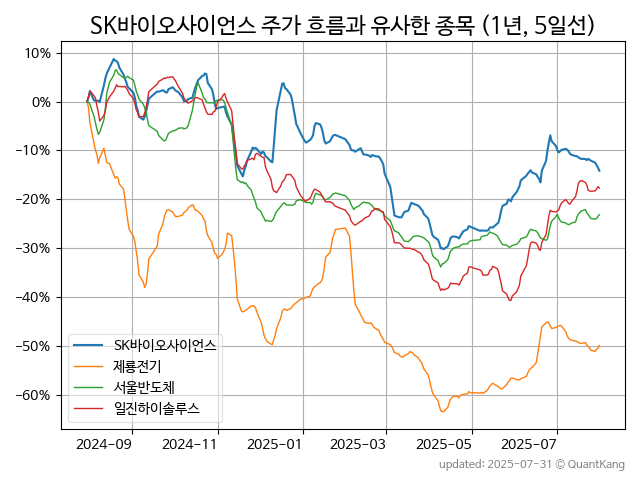 SK바이오사이언스 주가 흐름과 유사한 종목 (1년, 5일선)
10%
0%
−10%
−20%
−30%
−40%
−50%
−60%
SK바이오사이언스
제룡전기
서울반도체
일진하이솔루스
2024−09 2024−11 2025−01 2025−03 2025−05 2025−07
updated: 2025-07-31 © QuantKang